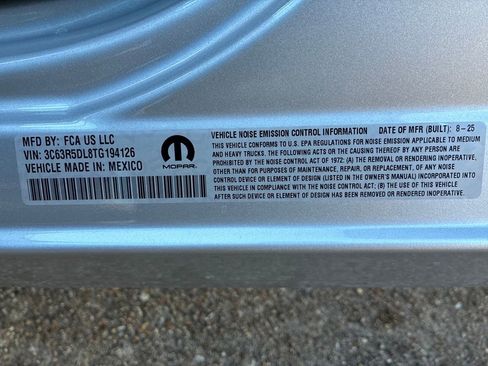 MFD BY: FCA US LLC
VIN: 3C63R5DL8TG194126
VEHICLE MADE IN: MEXICO
MOPAR.
VEHICLE NOISE EMISSION CONTROL INFORMATION DATE OF MFR (BUILT): 8-25
THIS VEHICLE CONFORMS TO U.S. EPA REGULATIONS FOR NOISE EMISSION APPLICABLE TO MEDIUM
AND HEAVY TRUCKS. THE FOLLOWING ACTS OR THE CAUSING THEREOF BY ANY PERSON ARE
PROHIBITED BY THE NOISE CONTROL ACT OF 1972: (A) THE REMOVAL OR RENDERING INOPERATIVE,
OTHER THAN FOR PURPOSES OF MAINTENANCE, REPAIR, OR REPLACEMENT, OF ANY NOISE
CONTROL DEVICE OR ELEMENT OF DESIGN (LISTED IN THE OWNER'S MANUAL) INCORPORATED INTO
THIS VEHICLE IN COMPLIANCE WITH THE NOISE CONTROL ACT; (B) THE USE OF THIS VEHICLE
AFTER SUCH DEVICE OR ELEMENT OF DESIGN HAS BEEN REMOVED OR RENDERED INOPERATIVE.